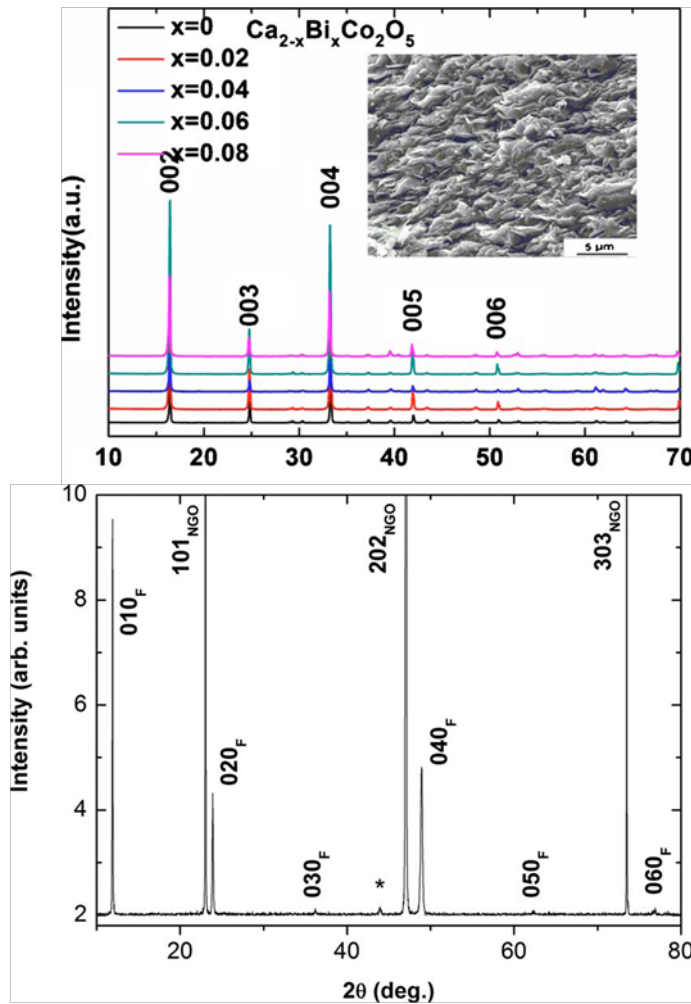 x=0
Ca2-xBixCo2O5
x=0.02
x=0.04
x=0.06
x=0.08
002
003
004
005
006
5 µm
Intensity(a.u.)
10 20 30 40 50 60 70
10
8
6
4
2
Intensity (arb. units)
010F
101NGO
020F
030F
*
202NGO
040F
050F
303NGO
060F
20 40 60 80
2θ (deg.)